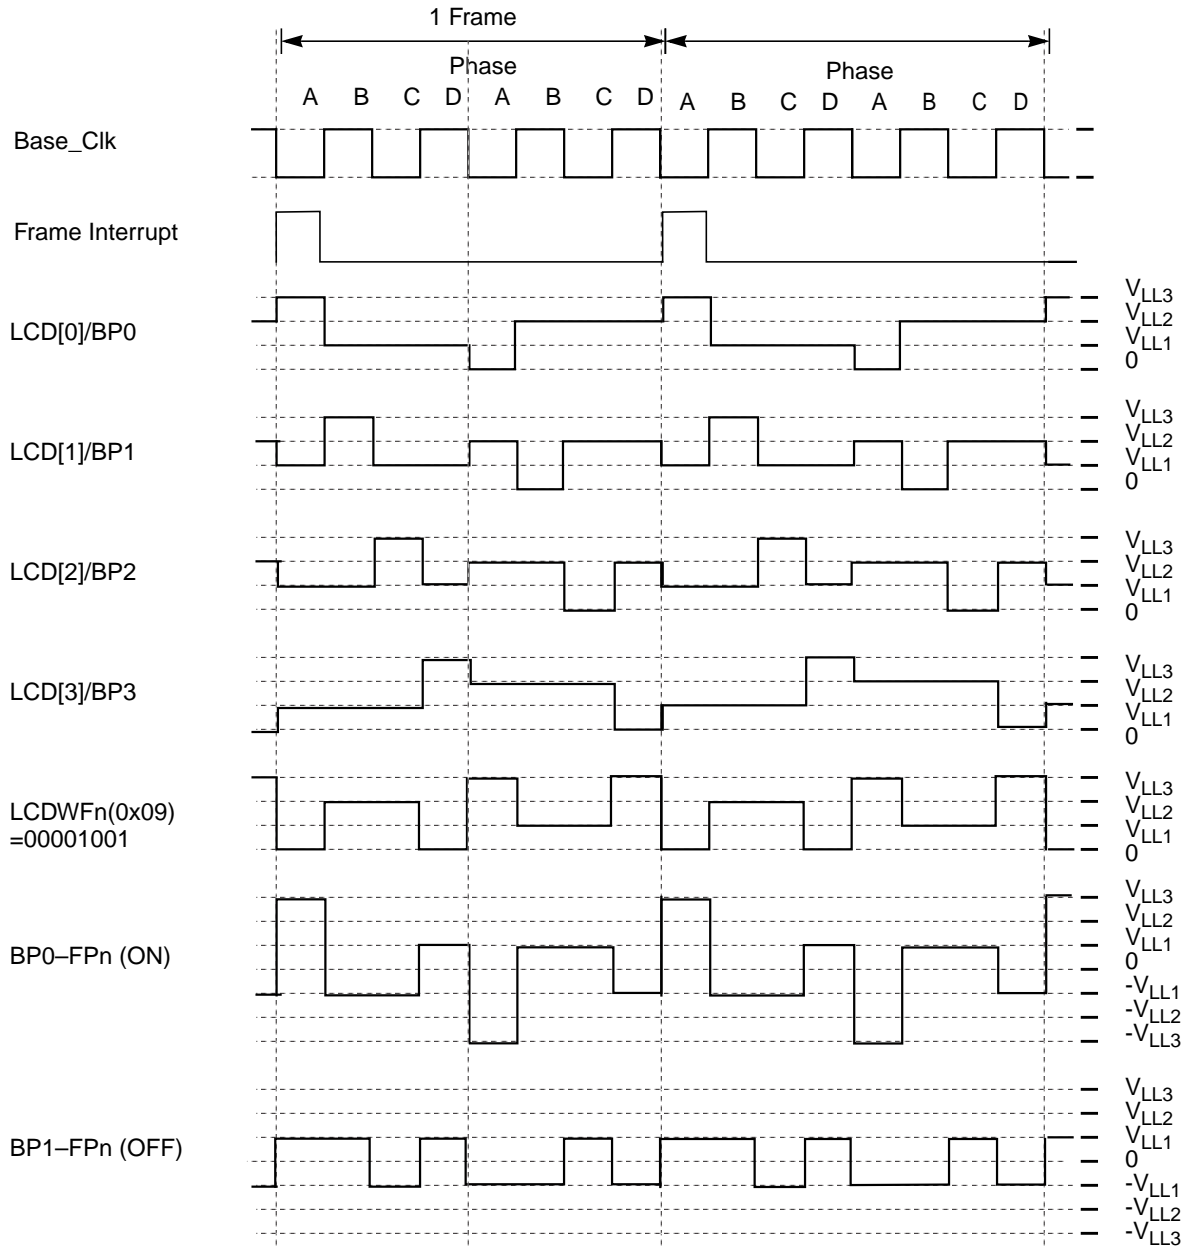 1 Frame
Phase
Phase
A B C D A B C D A B C D A B C D
Base_Clk
Frame Interrupt
LCD[0]/BP0
VLL3
VLL2
VLL1
0
LCD[1]/BP1
VLL3
VLL2
VLL1
0
LCD[2]/BP2
VLL3
VLL2
VLL1
0
LCD[3]/BP3
VLL3
VLL2
VLL1
0
LCDWFn(0x09)
=00001001
VLL3
VLL2
VLL1
0
BP0–FPn (ON)
VLL3
VLL2
VLL1
0
-VLL1
-VLL2
-VLL3
BP1–FPn (OFF)
VLL3
VLL2
VLL1
0
-VLL1
-VLL2
-VLL3